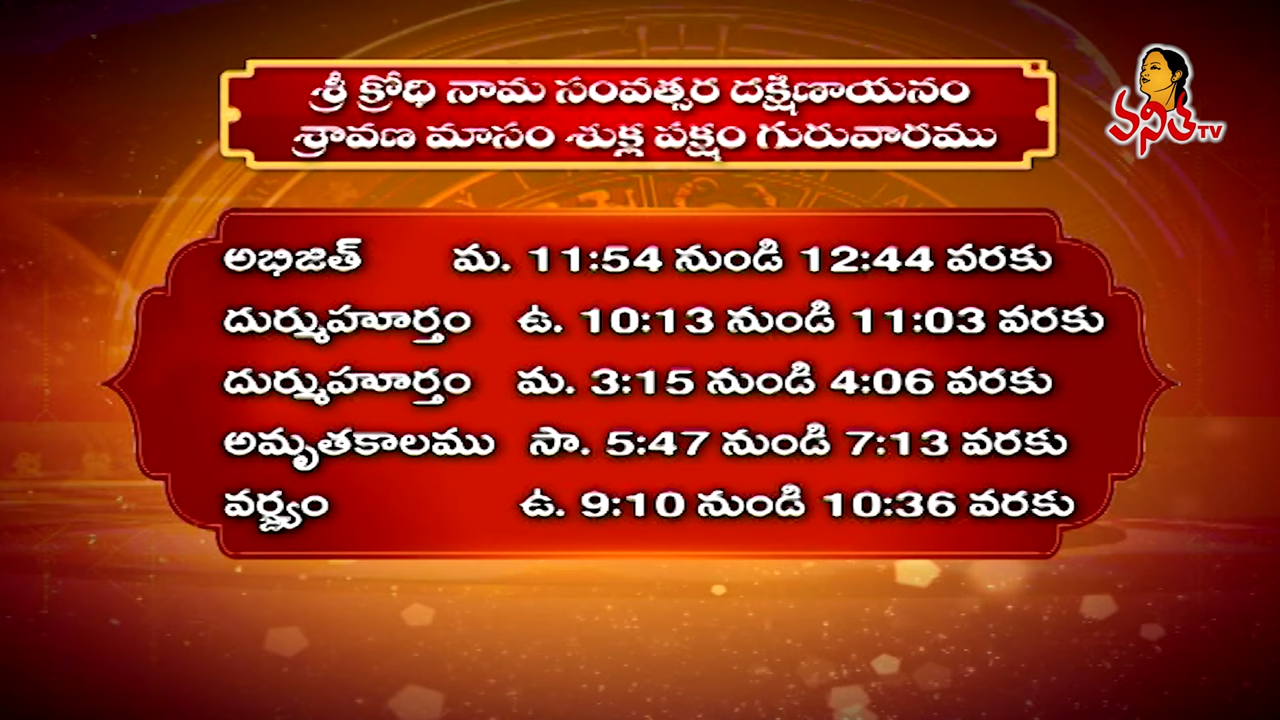 శ్రీ క్రోధి నామ సంవత్సర దక్షిణాయనం
శ్రావణ మాసం శుక్ల పక్షం గురువారము
వనిత TV
అభిజిత్ మ. 11:54 నుండి 12:44 వరకు
దుర్ముహూర్తం ఉ. 10:13 నుండి 11:03 వరకు
దుర్ముహూర్తం మ. 3:15 నుండి 4:06 వరకు
అమృతకాలము సా. 5:47 నుండి 7:13 వరకు
వర్జ్యం ఉ. 9:10 నుండి 10:36 వరకు